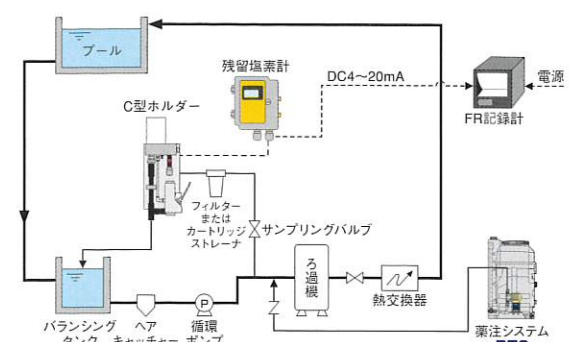 プール
残留塩素計
DC4〜20mA
電源
FR記録計
C型ホルダー
フィルター
または
カートリッジ
ストレーナ
サンプリングバルブ
ろ過機
熱交換器
P
バランシング
タンク
ヘア
キャッチャー
循環
ポンプ
薬注システム